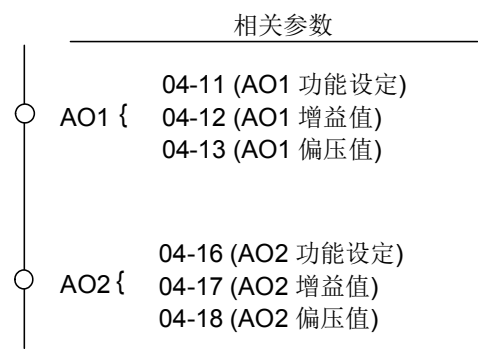 相关参数
04-11 (AO1 功能设定)
AO1 { 04-12 (AO1 增益值)
04-13 (AO1 偏压值)
04-16 (AO2 功能设定)
AO2 { 04-17 (AO2 增益值)
04-18 (AO2 偏压值)